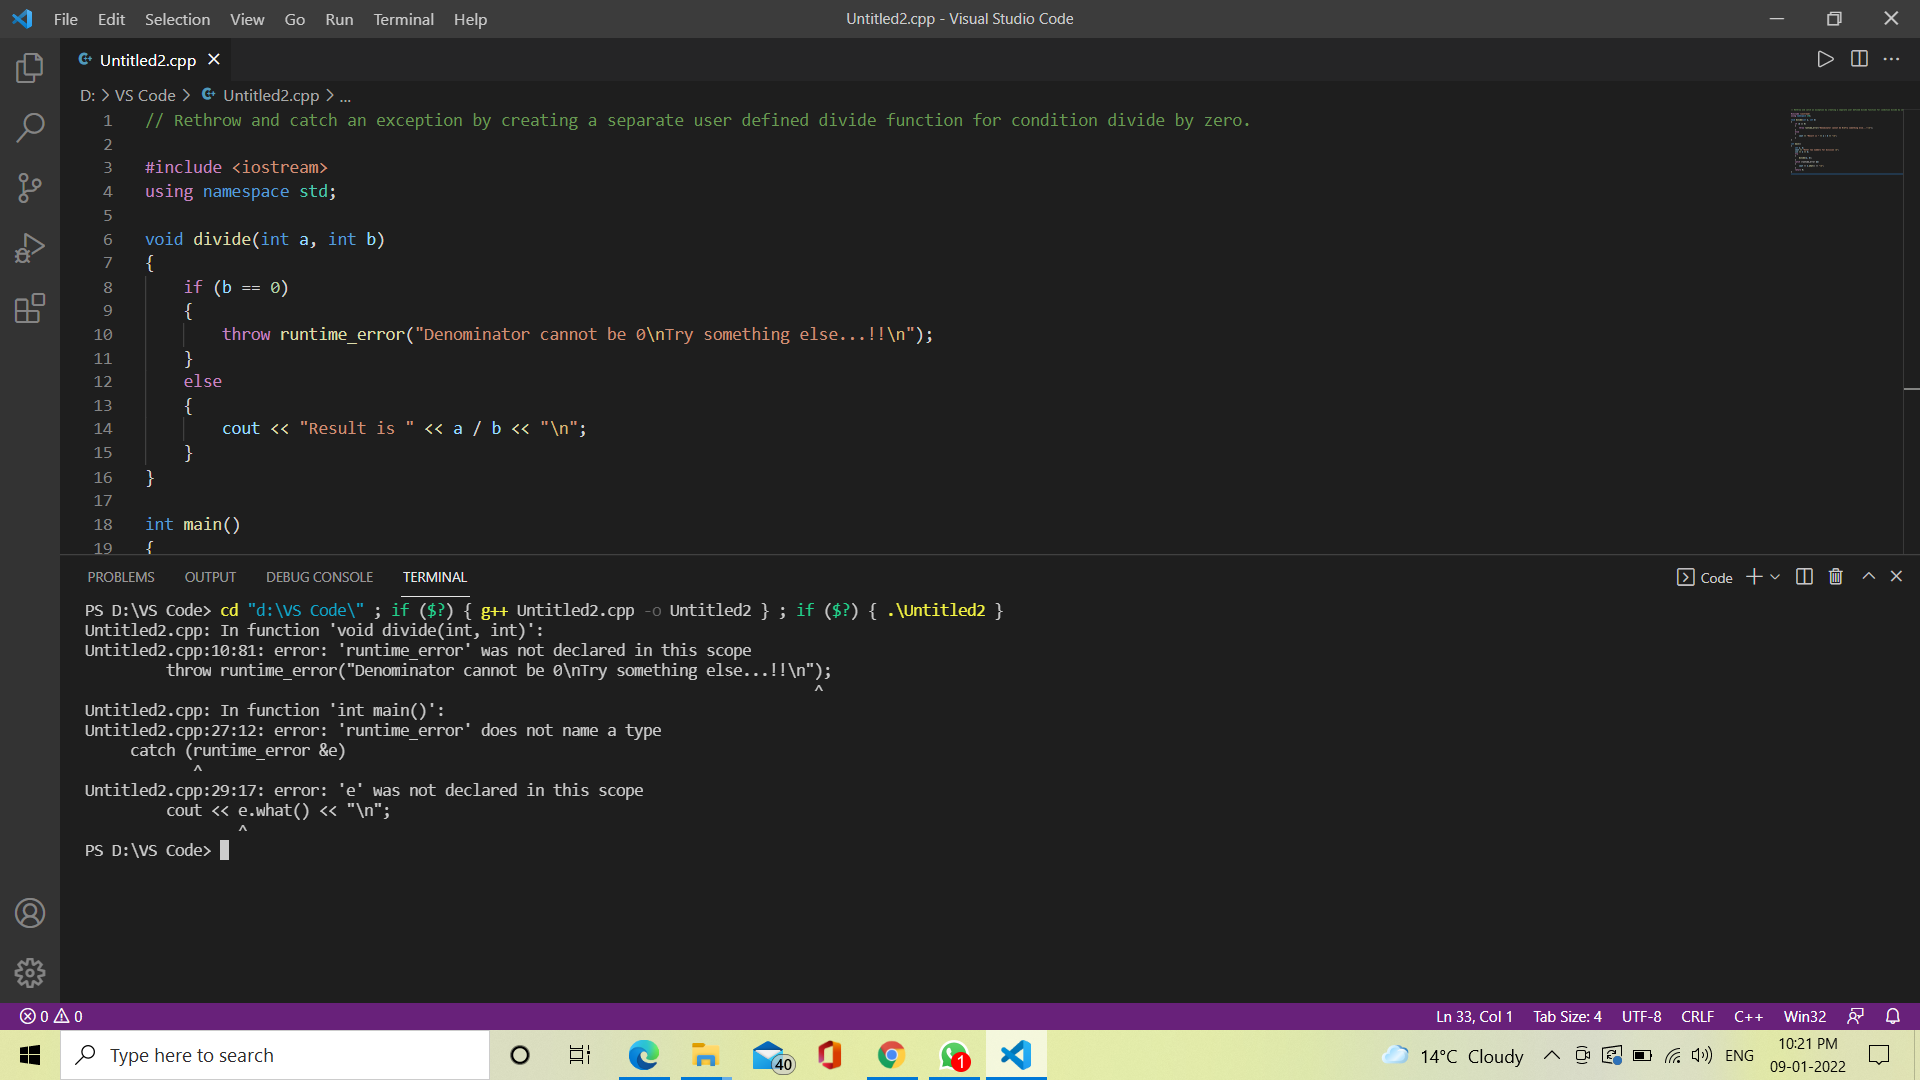 File Edit Selection View Go Run Terminal Help
Untitled2.cpp - Visual Studio Code
Untitled2.cpp
D: > VS Code > Untitled2.cpp > ...
1 // Rethrow and catch an exception by creating a separate user defined divide function for condition divide by zero.
2
3 #include <iostream>
4 using namespace std;
5
6 void divide(int a, int b)
7 {
8 if (b == 0)
9 {
10 throw runtime_error("Denominator cannot be 0\nTry something else...!!\n");
11 }
12 else
13 {
14 cout << "Result is " << a / b << "\n";
15 }
16 }
17
18 int main()
19 {
PROBLEMS OUTPUT DEBUG CONSOLE TERMINAL
Code
PS D:\VS Code> cd "d:\VS Code\" ; if ($?) { g++ Untitled2.cpp -o Untitled2 } ; if ($?) { .\Untitled2 }
Untitled2.cpp: In function 'void divide(int, int)':
Untitled2.cpp:10:81: error: 'runtime_error' was not declared in this scope
throw runtime_error("Denominator cannot be 0\nTry something else...!!\n");
^
Untitled2.cpp: In function 'int main()':
Untitled2.cpp:27:12: error: 'runtime_error' does not name a type
catch (runtime_error &e)
^
Untitled2.cpp:29:17: error: 'e' was not declared in this scope
cout << e.what() << "\n";
^
PS D:\VS Code>
0 0
Ln 33, Col 1 Tab Size: 4 UTF-8 CRLF C++ Win32
Type here to search
40
1
14°C Cloudy
ENG
10:21 PM
09-01-2022